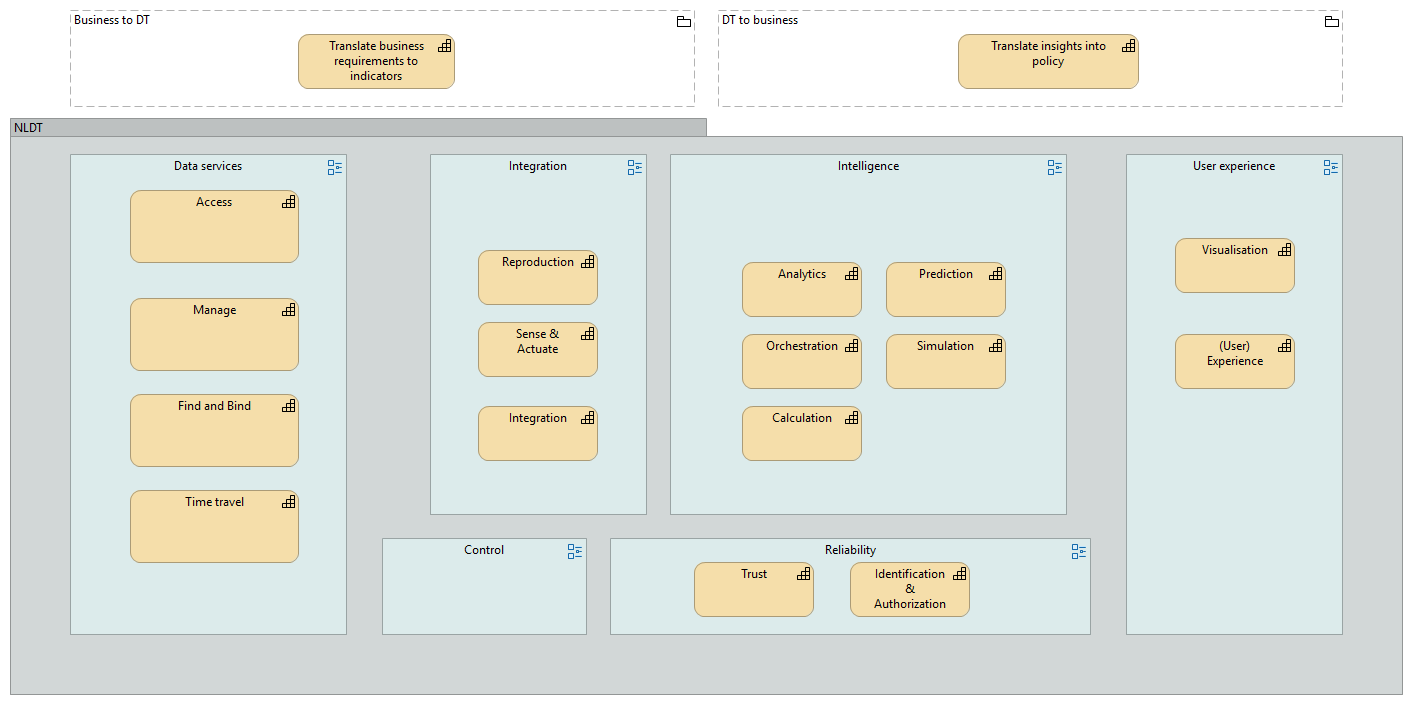 Business to DT
Translate business
requirements to
indicators
DT to business
Translate insights into
policy
NLDT
Data services
Access
Manage
Find and Bind
Time travel
Integration
Reproduction
Sense &
Actuate
Integration
Intelligence
Analytics
Prediction
Orchestration
Simulation
Calculation
User experience
Visualisation
(User)
Experience
Control
Reliability
Trust
Identification
&
Authorization